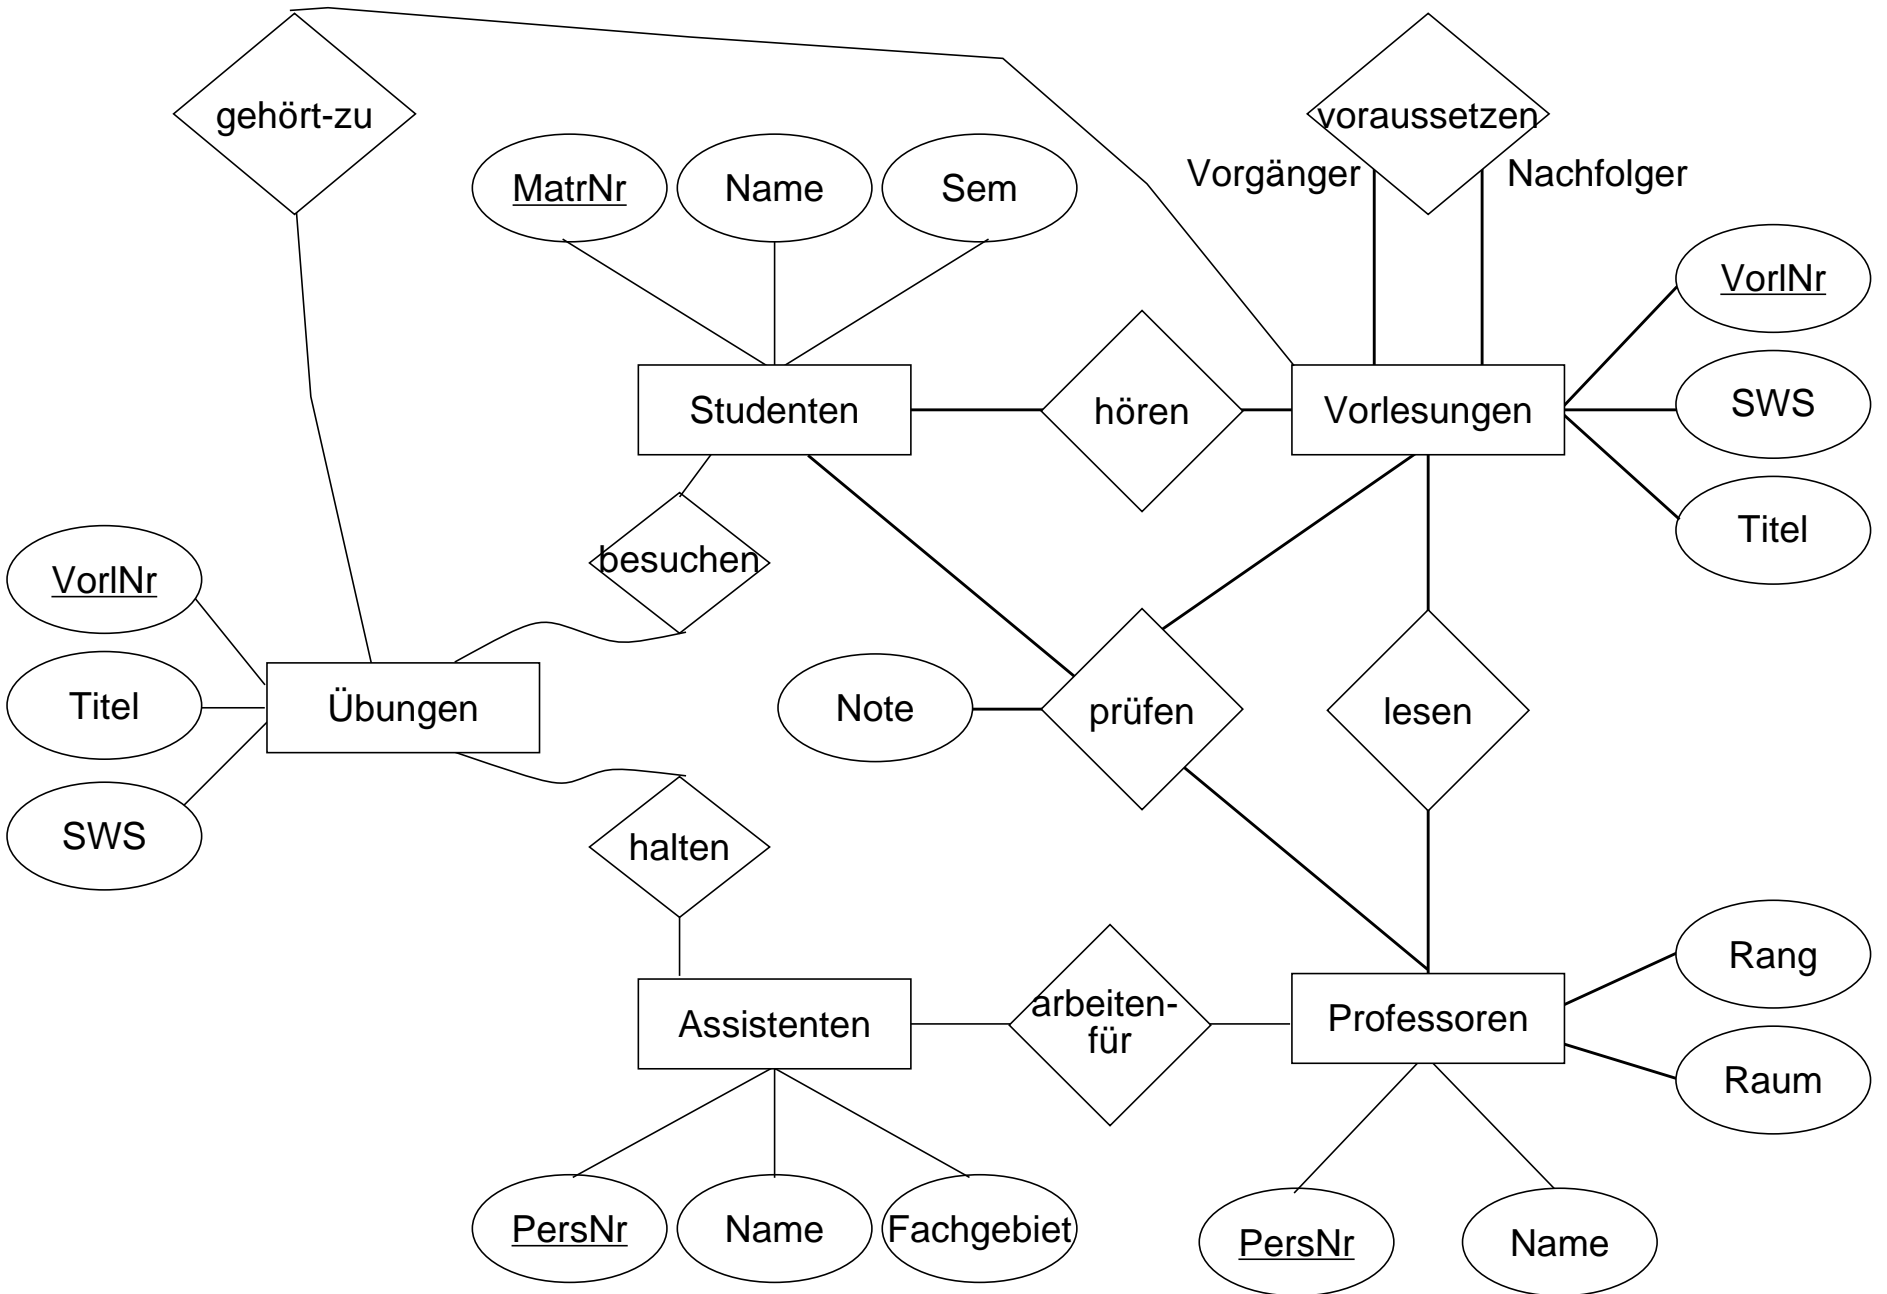 gehört-zu
voraussetzen
Vorgänger
Nachfolger
MatrNr
Name
Sem
VorlNr
SWS
Titel
Studenten
hören
Vorlesungen
besuchen
VorlNr
Titel
SWS
Übungen
Note
prüfen
lesen
halten
Rang
Raum
Assistenten
arbeiten-
für
Professoren
PersNr
Name
Fachgebiet
PersNr
Name